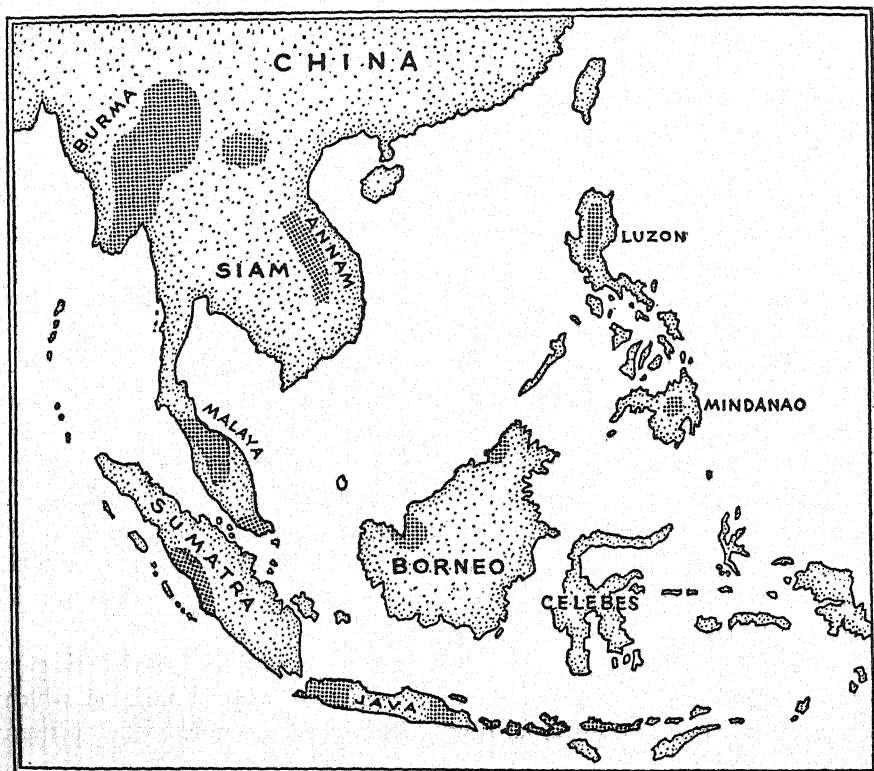 CHINA
BURMA
ANNAM
LUZON
SIAM
MINDANAO
MALAYA
SUMATRA
BORNEO
CELEBES
JAVA